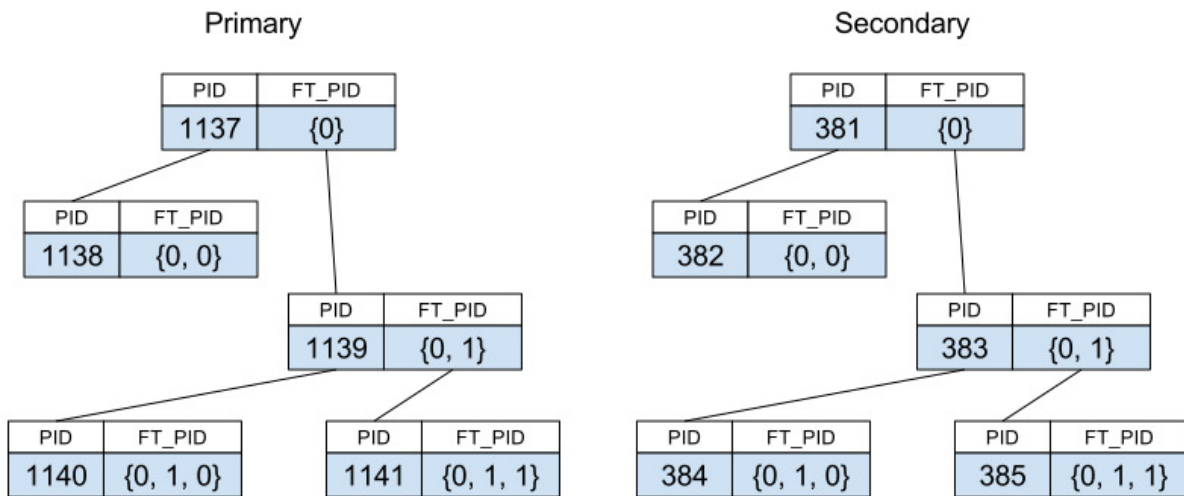 Primary
PID FT_PID
1137 {0}
PID FT_PID
1138 {0, 0}
PID FT_PID
1139 {0, 1}
PID FT_PID
1140 {0, 1, 0}
PID FT_PID
1141 {0, 1, 1}
Secondary
PID FT_PID
381 {0}
PID FT_PID
382 {0, 0}
PID FT_PID
383 {0, 1}
PID FT_PID
384 {0, 1, 0}
PID FT_PID
385 {0, 1, 1}